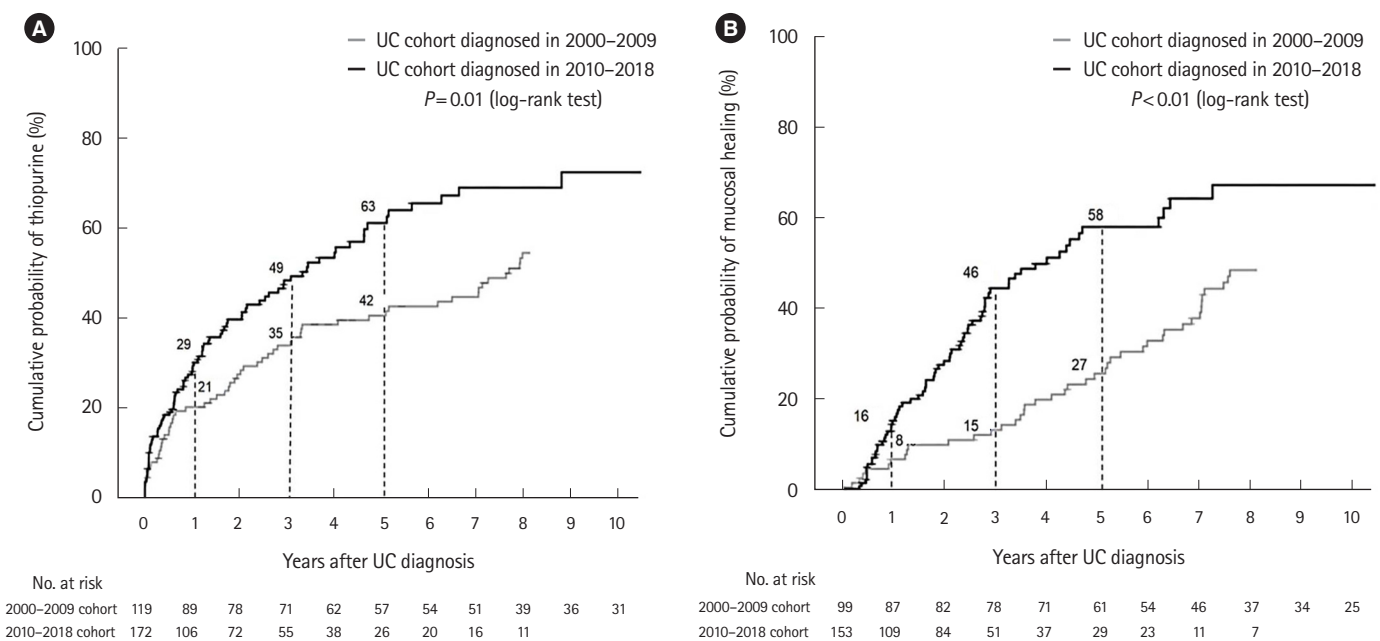 A
UC cohort diagnosed in 2000–2009
UC cohort diagnosed in 2010–2018
P=0.01 (log-rank test)
Cumulative probability of thiopurine (%)
100
80
60
40
20
0
29
21
49
35
63
42
0 1 2 3 4 5 6 7 8 9 10
Years after UC diagnosis
No. at risk
2000–2009 cohort 119 89 78 71 62 57 54 51 39 36 31
2010–2018 cohort 172 106 72 55 38 26 20 16 11
B
UC cohort diagnosed in 2000–2009
UC cohort diagnosed in 2010–2018
P<0.01 (log-rank test)
Cumulative probability of mucosal healing (%)
100
80
60
40
20
0
16
8
46
15
58
27
0 1 2 3 4 5 6 7 8 9 10
Years after UC diagnosis
No. at risk
2000–2009 cohort 99 87 82 78 71 61 54 46 37 34 25
2010–2018 cohort 153 109 84 51 37 29 23 11 7